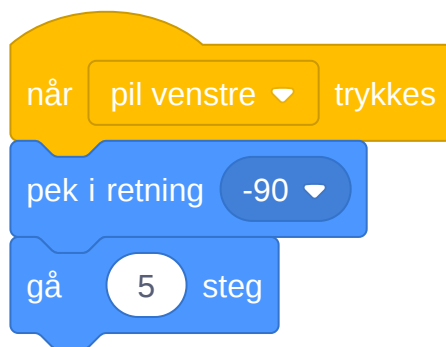 når pil venstre trykkes
pek i retning -90
gå 5 steg